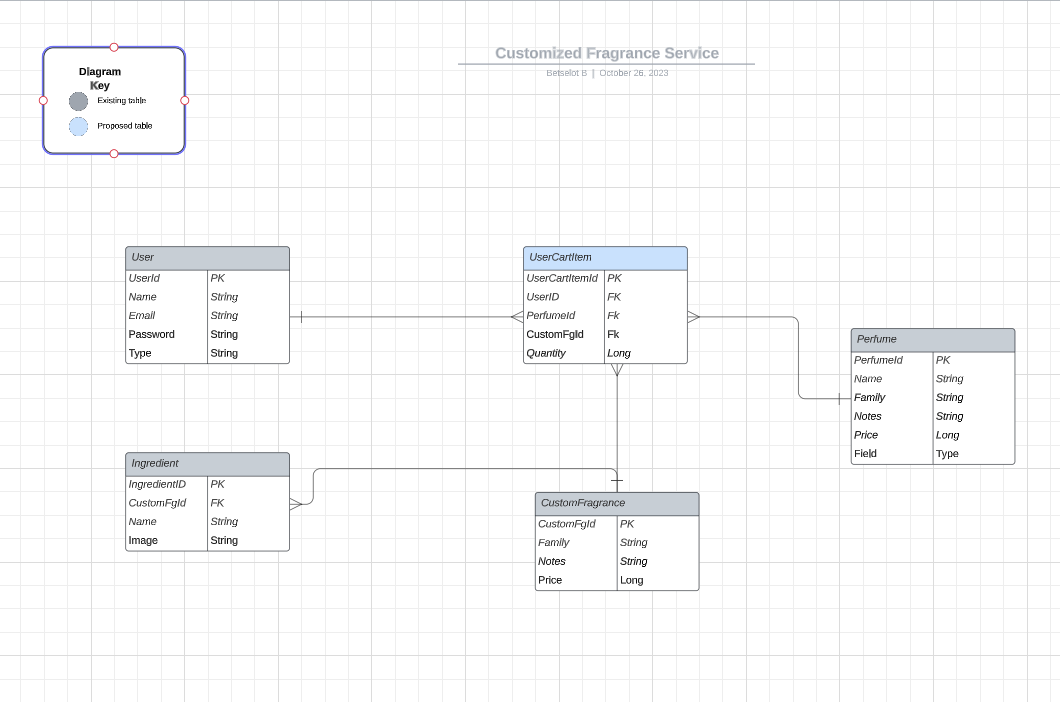 Customized Fragrance Service
Betselot B | October 26, 2023
Diagram
Key
Existing table
Proposed table
User
UserId PK
Name String
Email String
Password String
Type String
UserCartItem
UserCartItemId PK
UserID FK
PerfumeId Fk
CustomFgId Fk
Quantity Long
Perfume
PerfumeId PK
Name String
Family String
Notes String
Price Long
Field Type
Ingredient
IngredientID PK
CustomFgId FK
Name String
Image String
CustomFragrance
CustomFgId PK
Family String
Notes String
Price Long